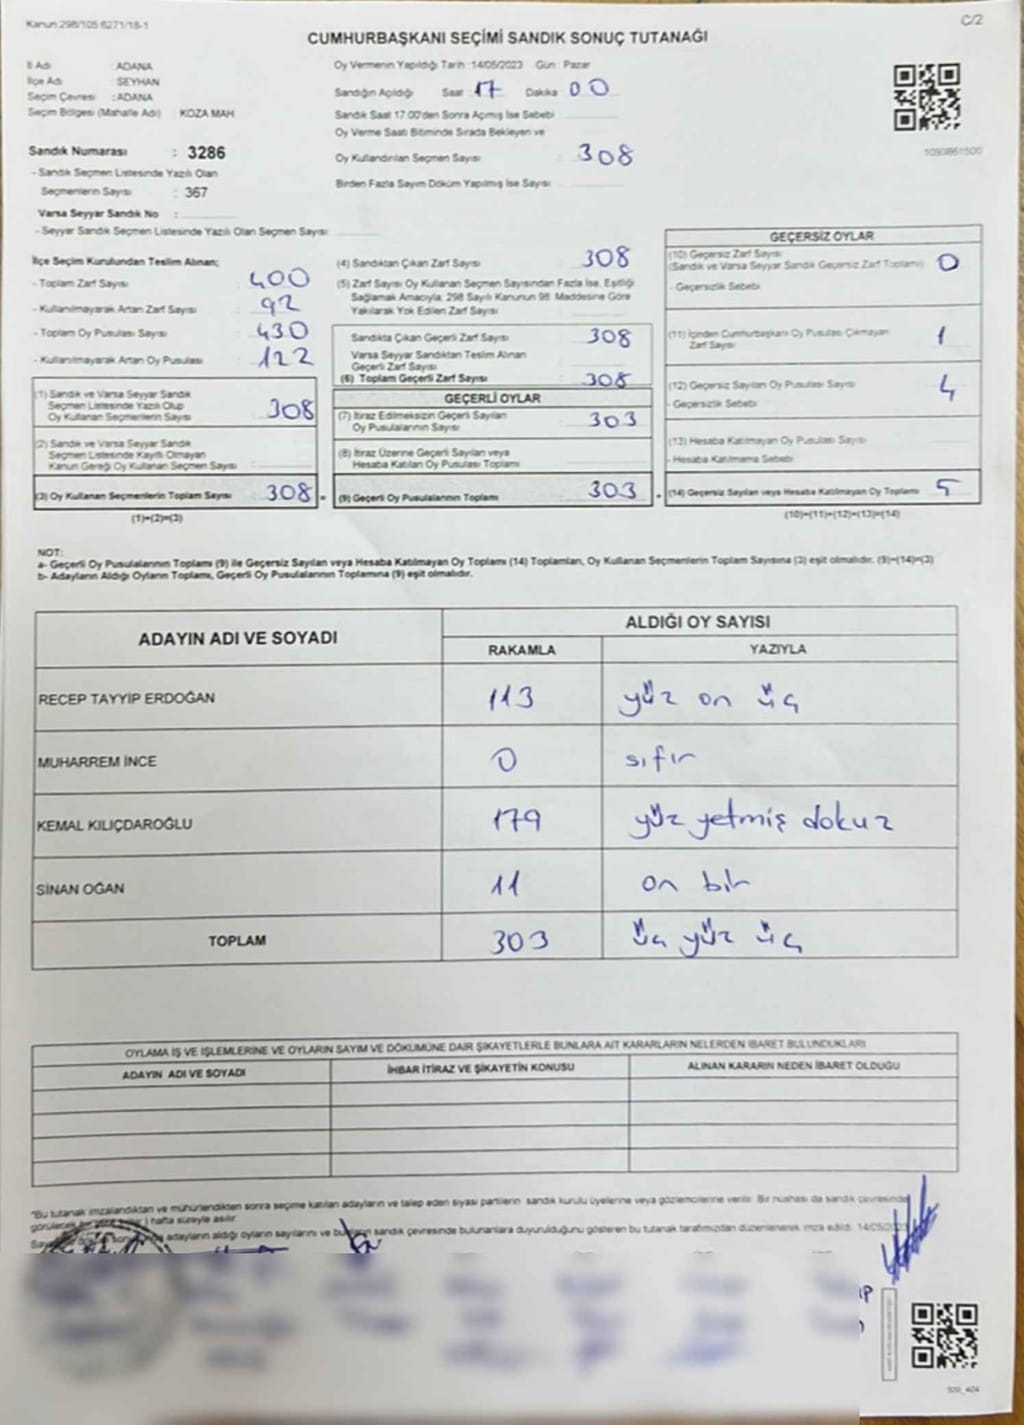 Kanun:298/105 6271/18-1
C/2
CUMHURBAŞKANI SEÇİMİ SANDIK SONUÇ TUTANAĞI
İl Adı : ADANA
İlçe Adı : SEYHAN
Seçim Çevresi : ADANA
Seçim Bölgesi (Mahalle Adı) : KOZA MAH
Sandık Numarası : 3286
- Sandık Seçmen Listesinde Yazılı Olan
Seçmenlerin Sayısı : 367
Varsa Seyyar Sandık No :
- Seyyar Sandık Seçmen Listesinde Yazılı Olan Seçmen Sayısı:
Oy Vermenin Yapıldığı Tarih :14/05/2023 Gün : Pazar
Sandığın Açıldığı Saat : 17 Dakika 00
Sandık Saat 17:00'den Sonra Açılmış İse Sebebi
Oy Verme Saati Bitiminde Sırada Bekleyen ve
Oy Kullandırılan Seçmen Sayısı : 308
Birden Fazla Sayım Döküm Yapılmış İse Sayısı :
1093861500
İlçe Seçim Kurulundan Teslim Alınan;
- Toplam Zarf Sayısı : 400
- Kullanılmayarak Artan Zarf Sayısı : 92
- Toplam Oy Pusulası Sayısı : 430
- Kullanılmayarak Artan Oy Pusulası : 122
(1) Sandık ve Varsa Seyyar Sandık
Seçmen Listesinde Yazılı Olup
Oy Kullanan Seçmenlerin Sayısı : 308
(2) Sandık ve Varsa Seyyar Sandık
Seçmen Listesinde Kayıtlı Olmayan
Kanun Gereği Oy Kullanan Seçmen Sayısı :
(3) Oy Kullanan Seçmenlerin Toplam Sayısı : 308 =
(1)+(2)=(3)
(4) Sandıktan Çıkan Zarf Sayısı : 308
(5) Zarf Sayısı Oy Kullanan Seçmen Sayısından Fazla İse, Eşitliği
Sağlamak Amacıyla; 298 Sayılı Kanunun 98. Maddesine Göre
Yakılarak Yok Edilen Zarf Sayısı :
Sandıkta Çıkan Geçerli Zarf Sayısı : 308
Varsa Seyyar Sandıktan Teslim Alınan
Geçerli Zarf Sayısı :
(6) Toplam Geçerli Zarf Sayısı : 308
GEÇERLİ OYLAR
(7) İtiraz Edilmeksizin Geçerli Sayılan
Oy Pusulalarının Sayısı : 303
(8) İtiraz Üzerine Geçerli Sayılan veya
Hesaba Katılan Oy Pusulası Toplamı :
(9) Geçerli Oy Pusulalarının Toplamı : 303 +
GEÇERSİZ OYLAR
(10) Geçersiz Zarf Sayısı
(Sandık ve Varsa Seyyar Sandık Geçersiz Zarf Toplamı) : 0
- Geçersizlik Sebebi
(11) İçinden Cumhurbaşkanı Oy Pusulası Çıkmayan
Zarf Sayısı : 1
(12) Geçersiz Sayılan Oy Pusulası Sayısı : 4
- Geçersizlik Sebebi
(13) Hesaba Katılmayan Oy Pusulası Sayısı :
- Hesaba Katılmama Sebebi
(14) Geçersiz Sayılan veya Hesaba Katılmayan Oy Toplamı : 5
(10)+(11)+(12)+(13)=(14)
NOT:
a- Geçerli Oy Pusulalarının Toplamı (9) ile Geçersiz Sayılan veya Hesaba Katılmayan Oy Toplamı (14) Toplamları, Oy Kullanan Seçmenlerin Toplam Sayısına (3) eşit olmalıdır. (9)+(14)=(3)
b- Adayların Aldığı Oyların Toplamı, Geçerli Oy Pusulalarının Toplamına (9) eşit olmalıdır.
ADAYIN ADI VE SOYADI
ALDIĞI OY SAYISI
RAKAMLA YAZIYLA
RECEP TAYYİP ERDOĞAN 113 yüz on üç
MUHARREM İNCE 0 sıfır
KEMAL KILIÇDAROĞLU 179 yüz yetmiş dokuz
SİNAN OĞAN 11 on bir
TOPLAM 303 üç yüz üç
OYLAMA İŞ VE İŞLEMLERİNE VE OYLARIN SAYIM VE DÖKÜMÜNE DAİR ŞİKAYETLERLE BUNLARA AİT KARARLARIN NELERDEN İBARET BULUNDUKLARI
ADAYIN ADI VE SOYADI İHBAR İTİRAZ VE ŞİKAYETİN KONUSU ALINAN KARARIN NEDEN İBARET OLDUĞU
*Bu tutanak imzalandıktan ve mühürlendikten sonra seçime katılan adayların ve talep eden siyasi partilerin sandık kurulu üyelerine veya gözlemcilerine verilir. Bir nüshası da sandık çevresinde
görülecek bir yere hafta süreyle asılır.
adayların aldığı oyların sayılarını ve sandık çevresinde bulunanlara duyurulduğunu gösteren bu tutanak tarafımızdan düzenlenerek imza edildi. 14/05/2023